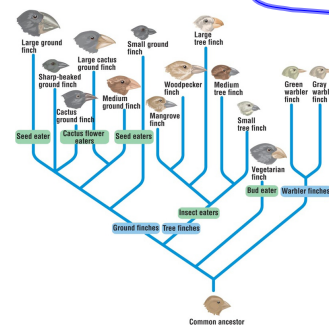 Large ground
finch
Large cactus
ground finch
Small ground
finch
Large
tree finch
Sharp-beaked
ground finch
Cactus
ground finch
Medium
ground finch
Woodpecker
finch
Mangrove
finch
Medium
tree finch
Small
tree finch
Green
warbler
finch
Gray
warbl
finch
Vegetarian
finch
Seed eater
Cactus flower
eaters
Seed eaters
Bud eater
Warbler finches
Insect eaters
Ground finches
Tree finches
Common ancestor